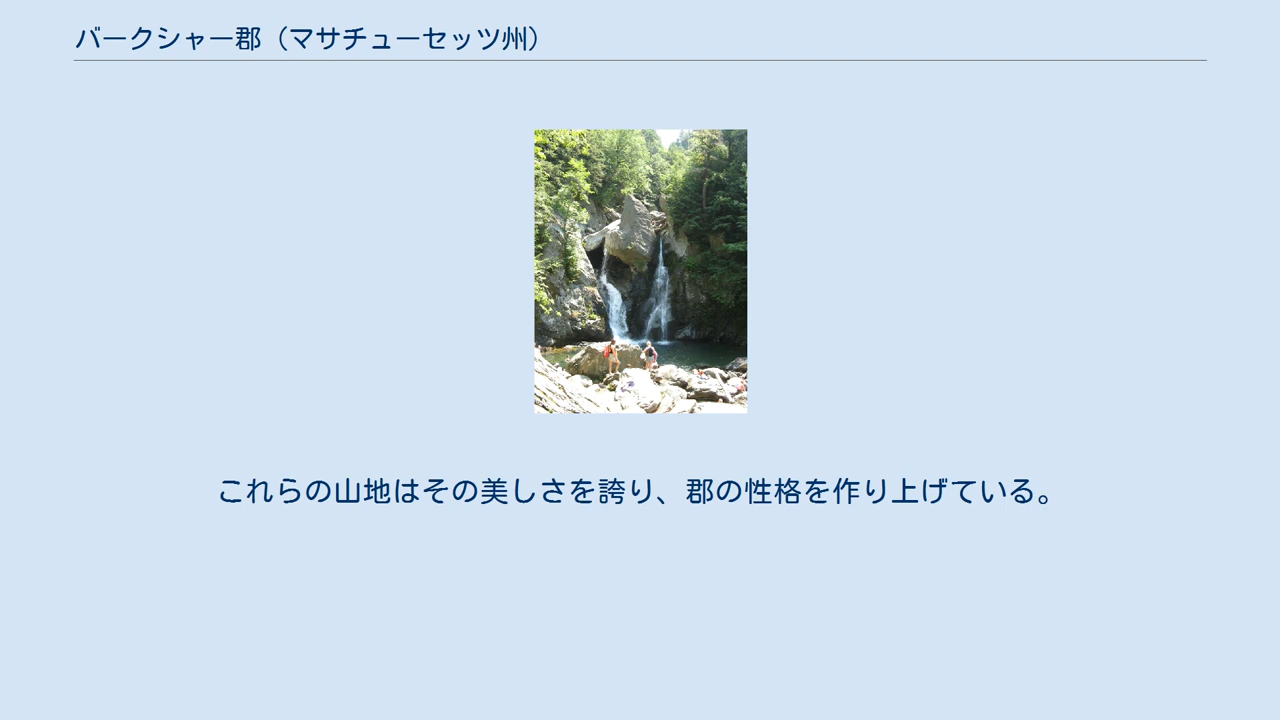 バークシャー郡（マサチューセッツ州）
これらの山地はその美しさを誇り、郡の性格を作り上げている。